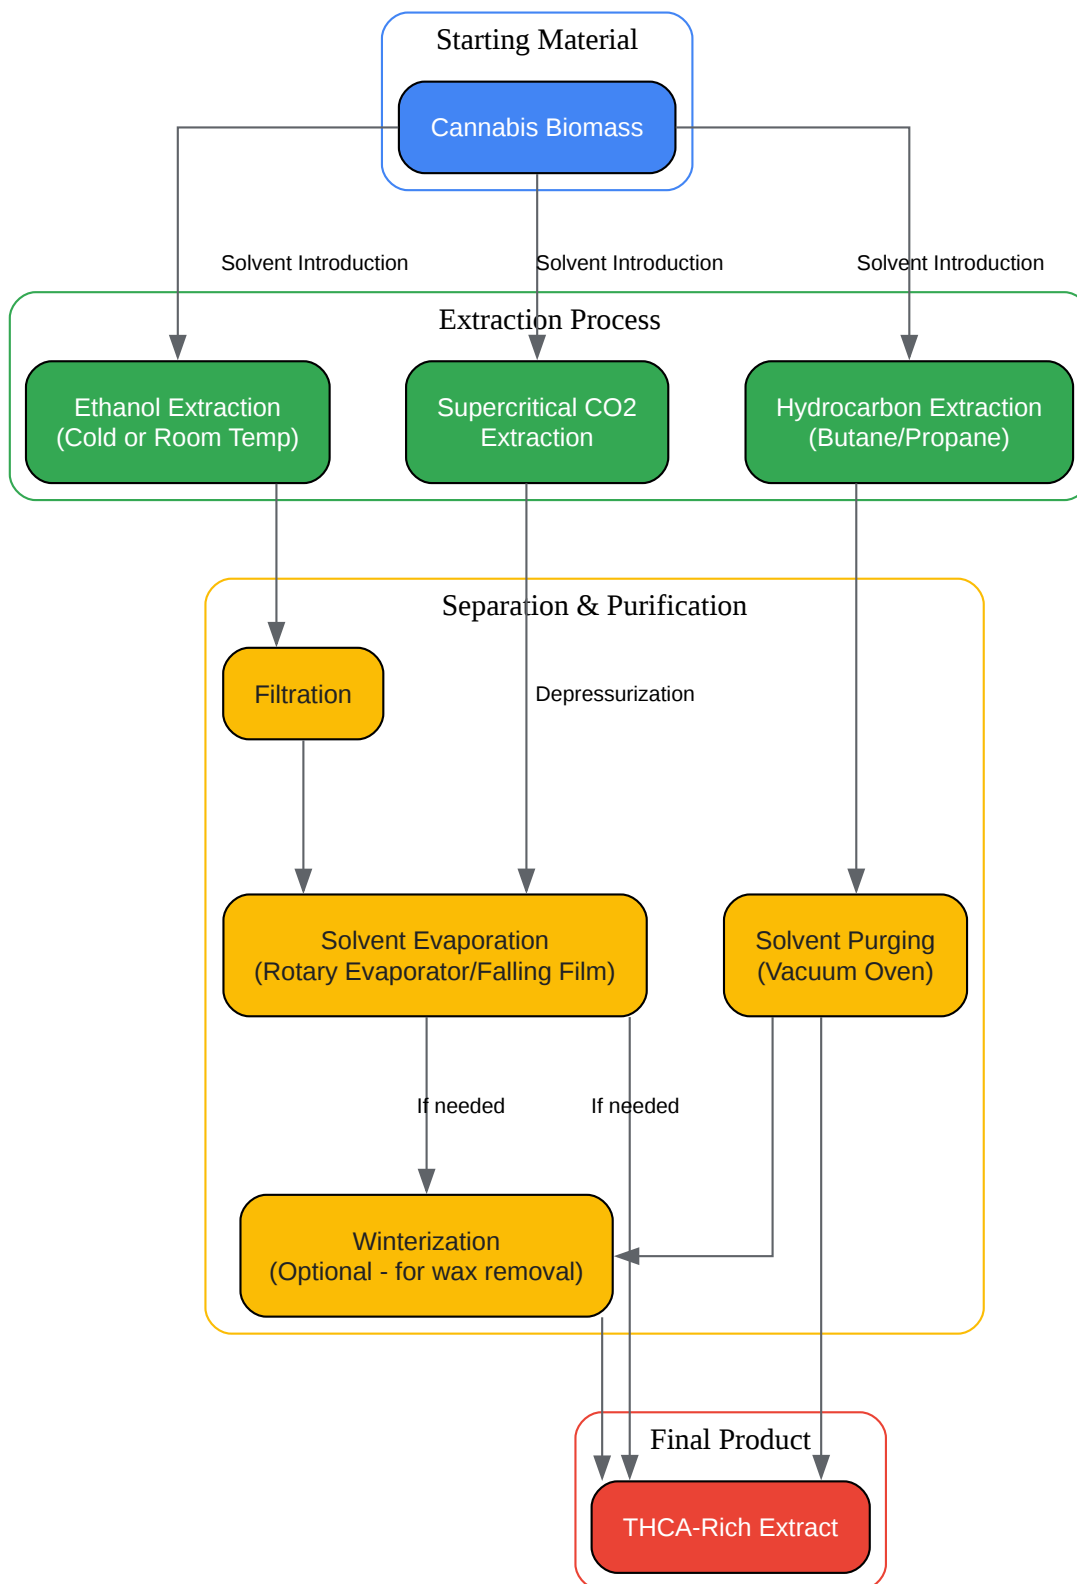 Starting Material
Cannabis Biomass
Solvent Introduction
Solvent Introduction
Solvent Introduction
Extraction Process
Ethanol Extraction
(Cold or Room Temp)
Supercritical CO2
Extraction
Hydrocarbon Extraction
(Butane/Propane)
Separation & Purification
Filtration
Depressurization
Solvent Evaporation
(Rotary Evaporator/Falling Film)
Solvent Purging
(Vacuum Oven)
If needed
If needed
Winterization
(Optional - for wax removal)
Final Product
THCA-Rich Extract